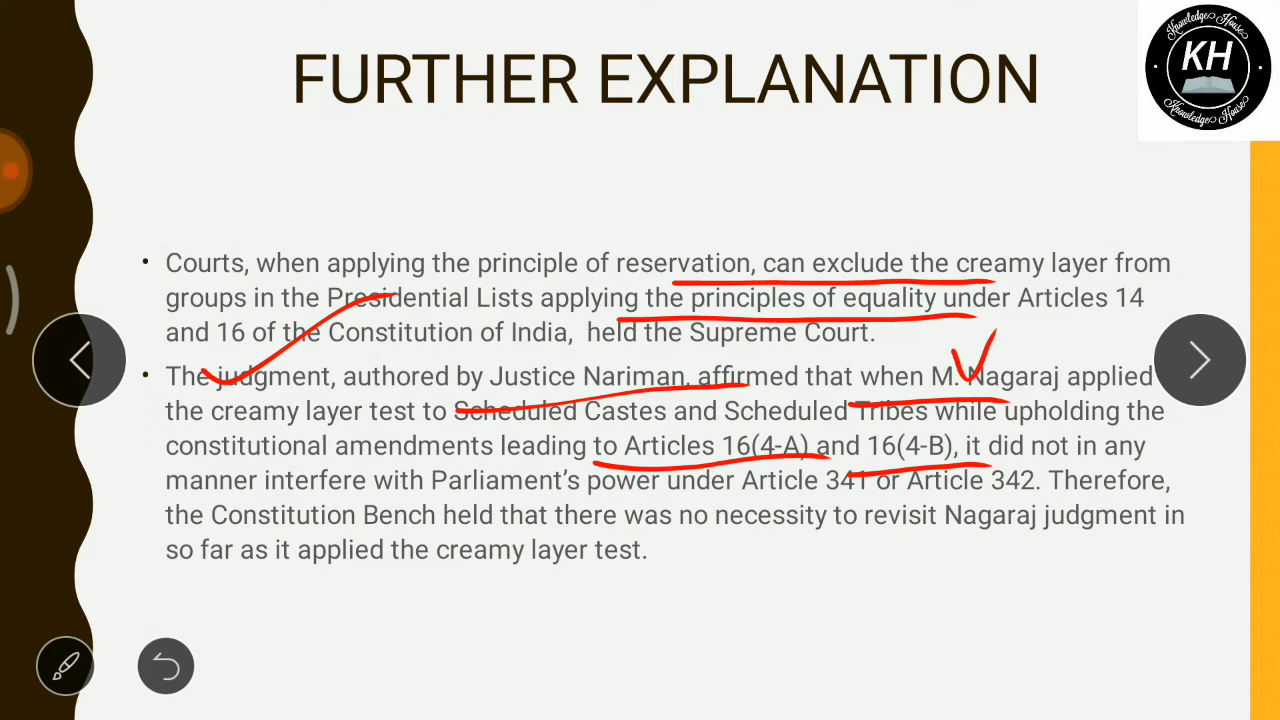 Knowledge House
KH
Knowledge House
FURTHER EXPLANATION
• Courts, when applying the principle of reservation, can exclude the creamy layer from
groups in the Presidential Lists applying the principles of equality under Articles 14
and 16 of the Constitution of India, held the Supreme Court.
• The judgment, authored by Justice Nariman, affirmed that when M. Nagaraj applied
the creamy layer test to Scheduled Castes and Scheduled Tribes while upholding the
constitutional amendments leading to Articles 16(4-A) and 16(4-B), it did not in any
manner interfere with Parliament’s power under Article 341 or Article 342. Therefore,
the Constitution Bench held that there was no necessity to revisit Nagaraj judgment in
so far as it applied the creamy layer test.